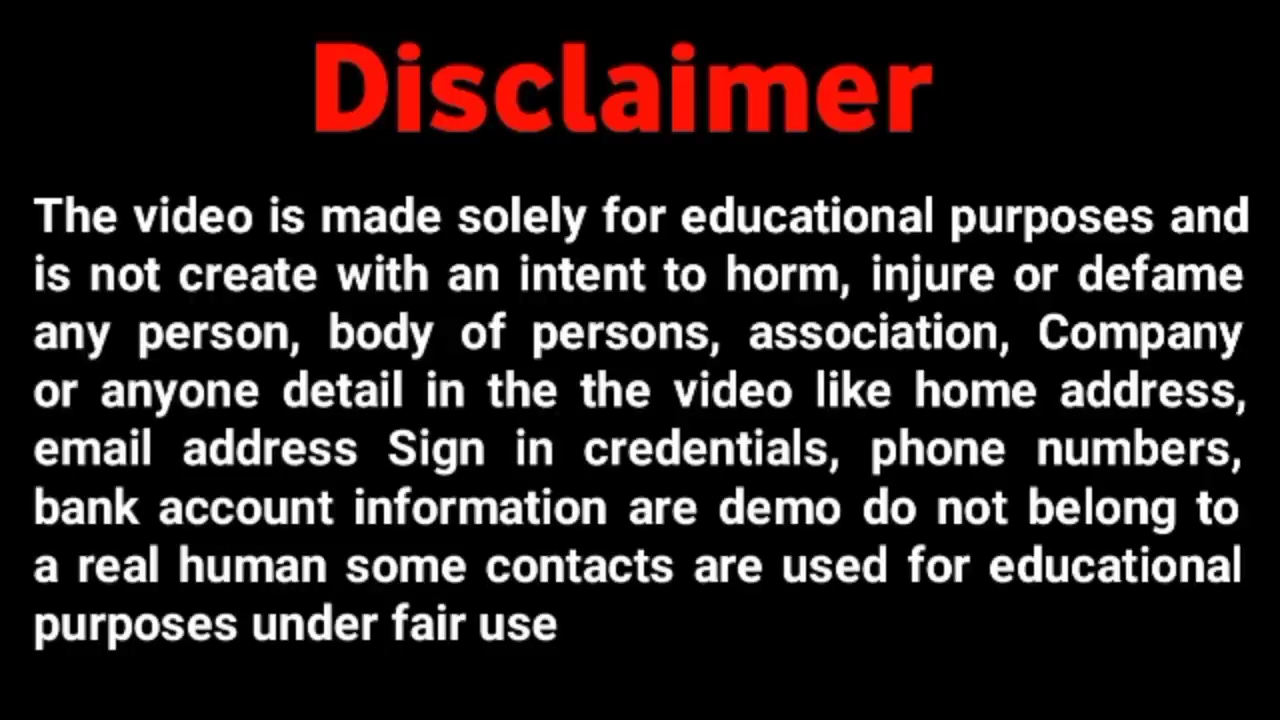 Disclaimer
The video is made solely for educational purposes and
is not create with an intent to horm, injure or defame
any person, body of persons, association, Company
or anyone detail in the the video like home address,
email address Sign in credentials, phone numbers,
bank account information are demo do not belong to
a real human some contacts are used for educational
purposes under fair use